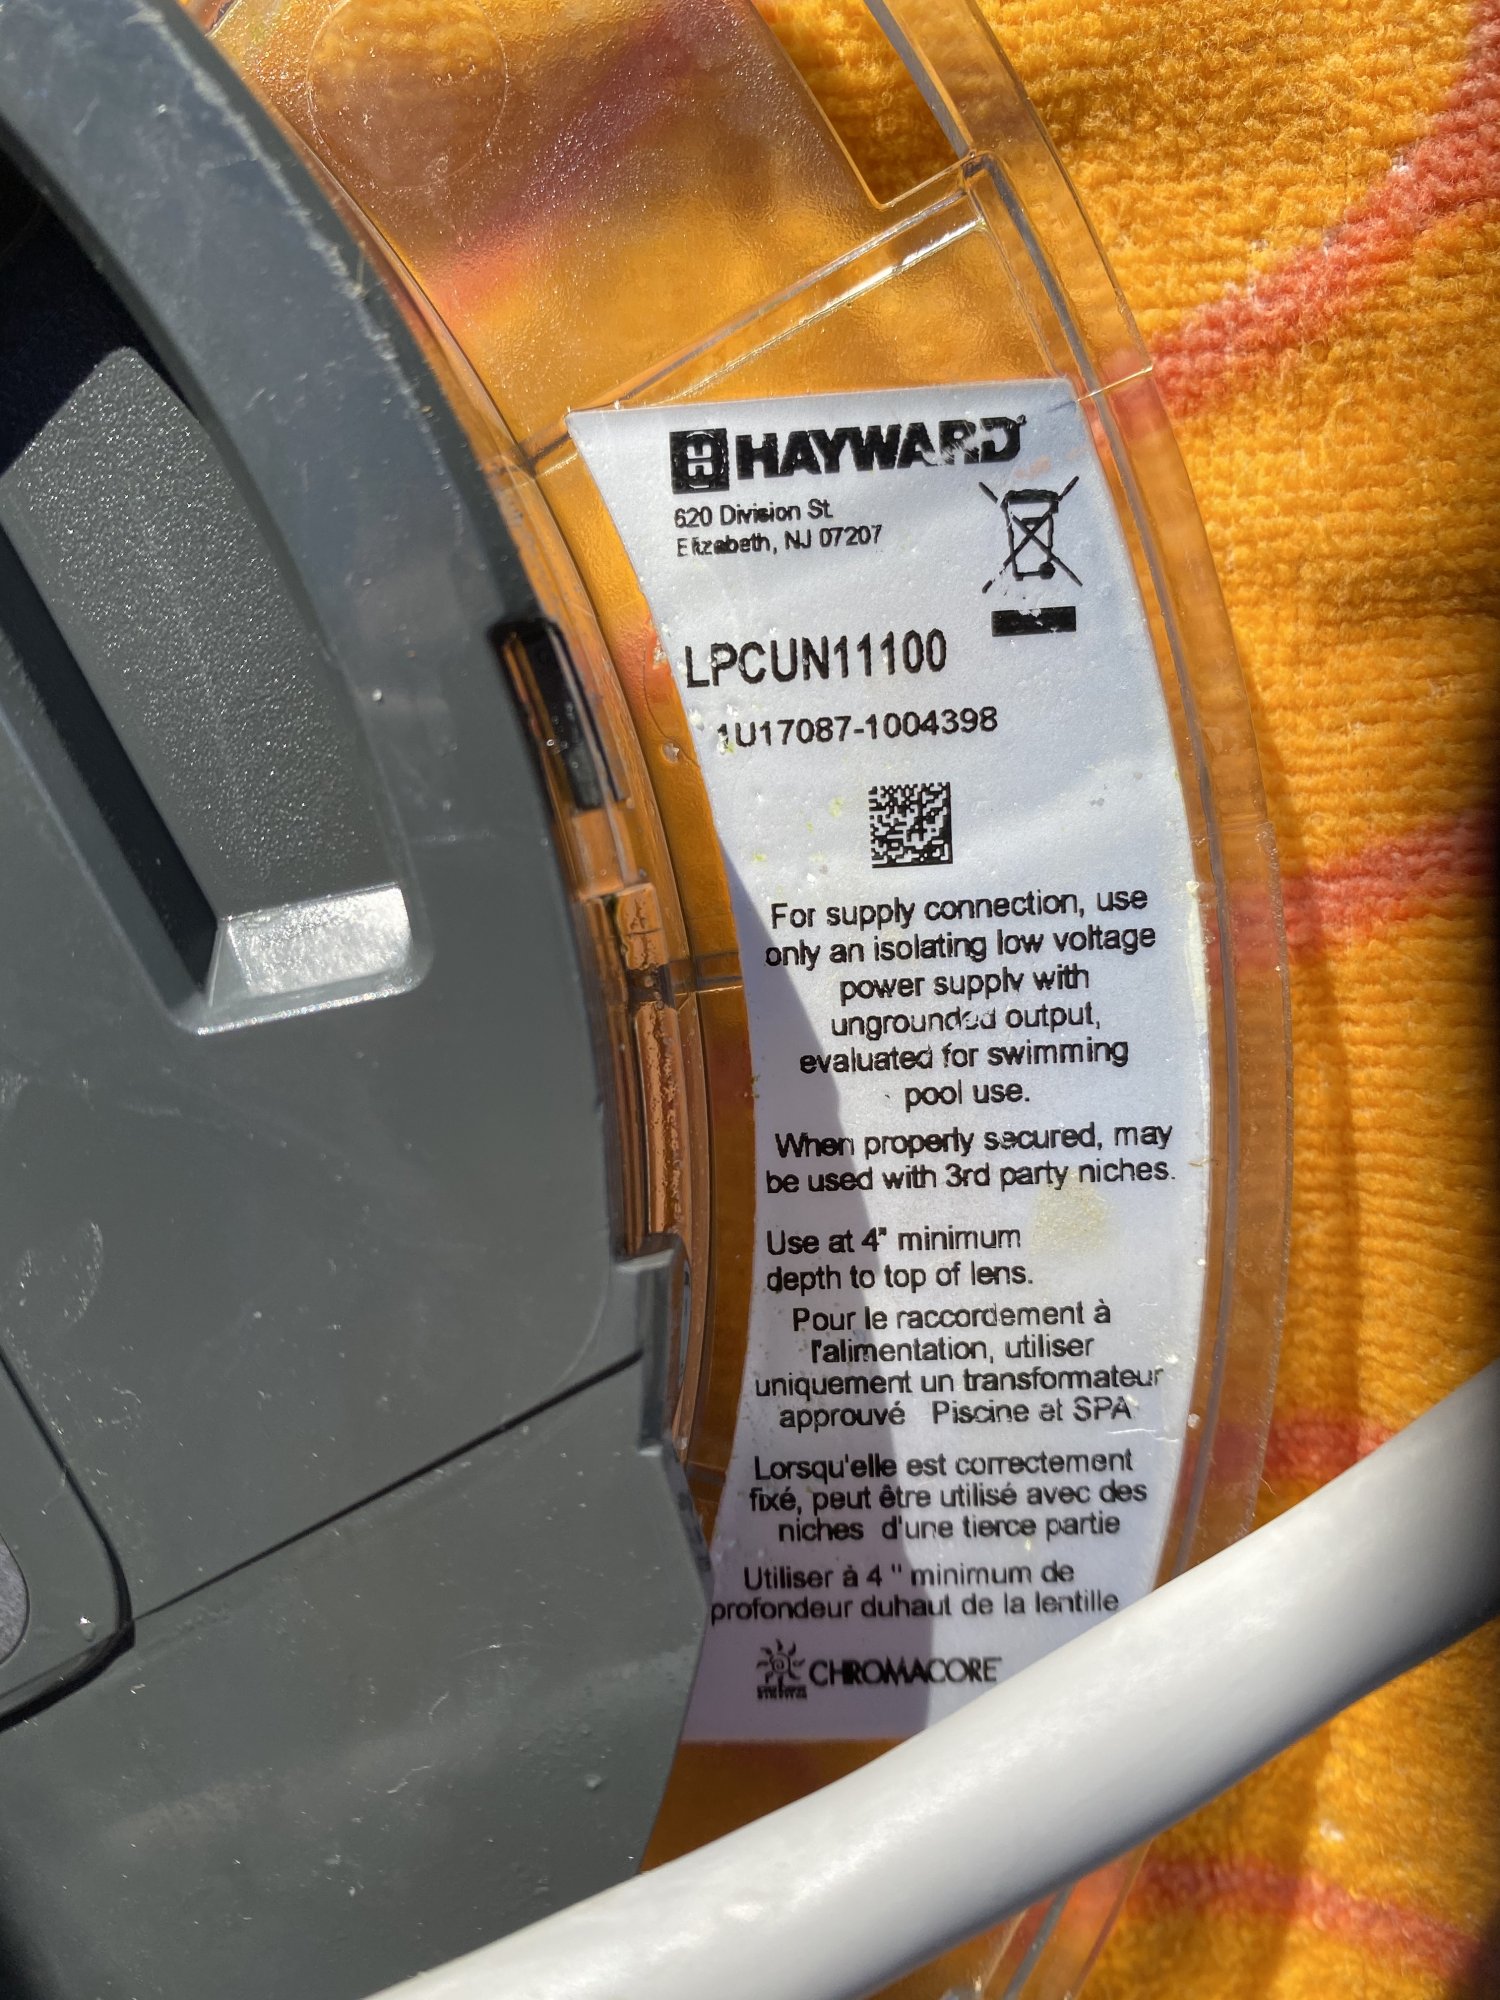 HAYWARD
620 Division St.
Elizabeth, NJ 07207
LPCUN11100
1U17087-1004398
For supply connection, use
only an isolating low voltage
power supply with
ungrounded output,
evaluated for swimming
pool use.
When properly secured, may
be used with 3rd party niches.
Use at 4" minimum
depth to top of lens.
Pour le raccordement à
l'alimentation, utiliser
uniquement un transformateur
approuvé Piscine et SPA
Lorsqu'elle est correctement
fixé, peut être utilisé avec des
niches d'une tierce partie
Utiliser à 4 " minimum de
profondeur duhaut de la lentille
CHROMACORE